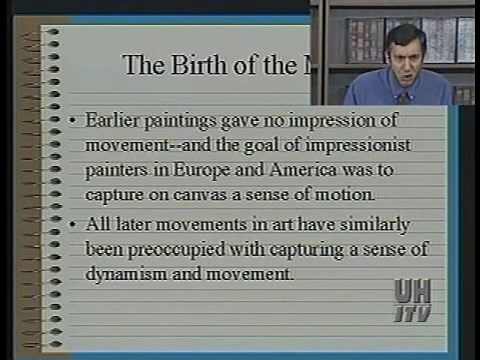 The Birth of the
• Earlier paintings gave no impression of
movement--and the goal of impressionist
painters in Europe and America was to
capture on canvas a sense of motion.
• All later movements in art have similarly
been preoccupied with capturing a sense of
dynamism and movement.
UH
ITV